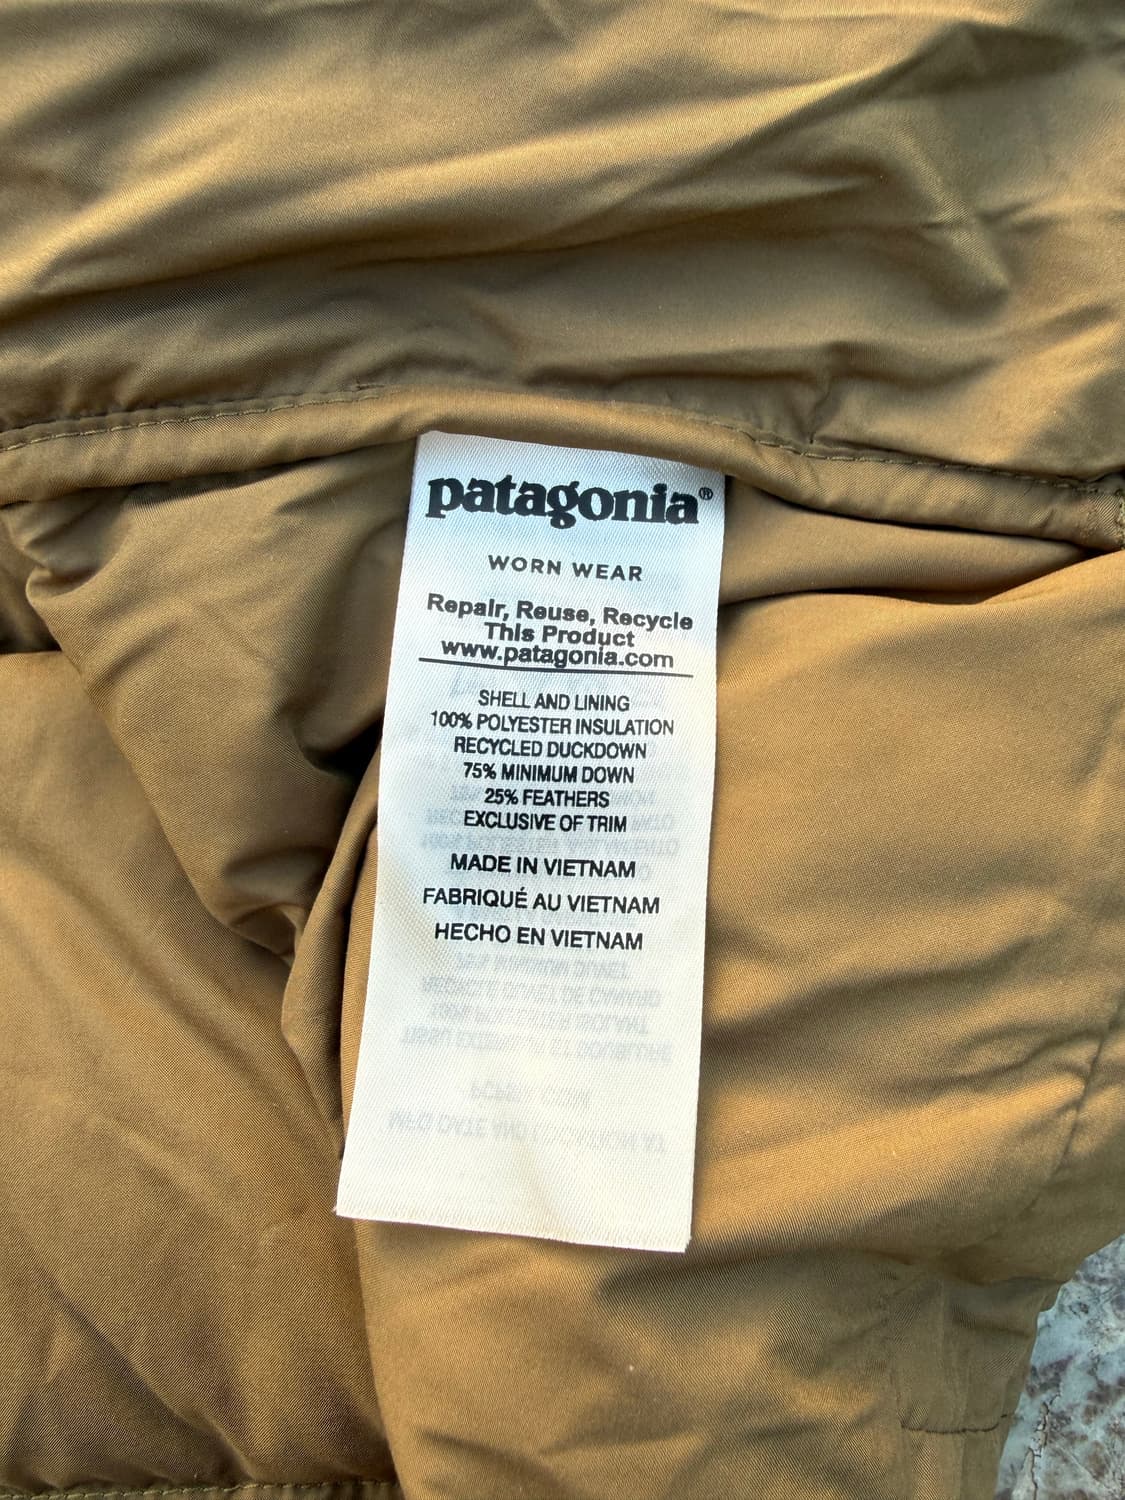 patagonia®
WORN WEAR
Repair, Reuse, Recycle
This Product
www.patagonia.com
SHELL AND LINING
100% POLYESTER INSULATION
RECYCLED DUCKDOWN
75% MINIMUM DOWN
25% FEATHERS
EXCLUSIVE OF TRIM
MADE IN VIETNAM
FABRIQUÉ AU VIETNAM
HECHO EN VIETNAM